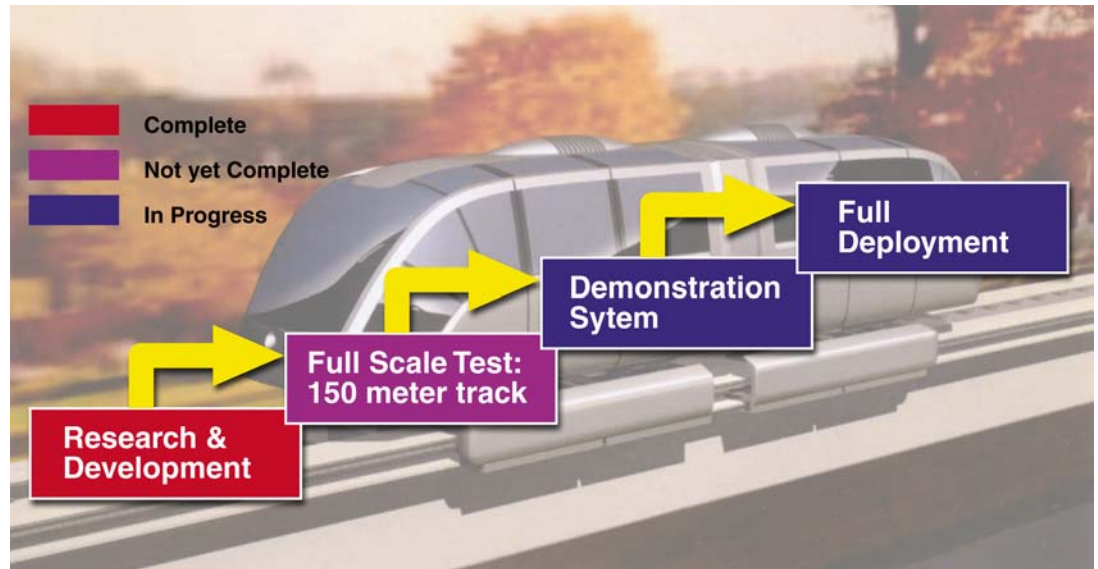 Complete
Not yet Complete
In Progress
Full
Deployment
Demonstration
Sytem
Full Scale Test:
150 meter track
Research &
Development